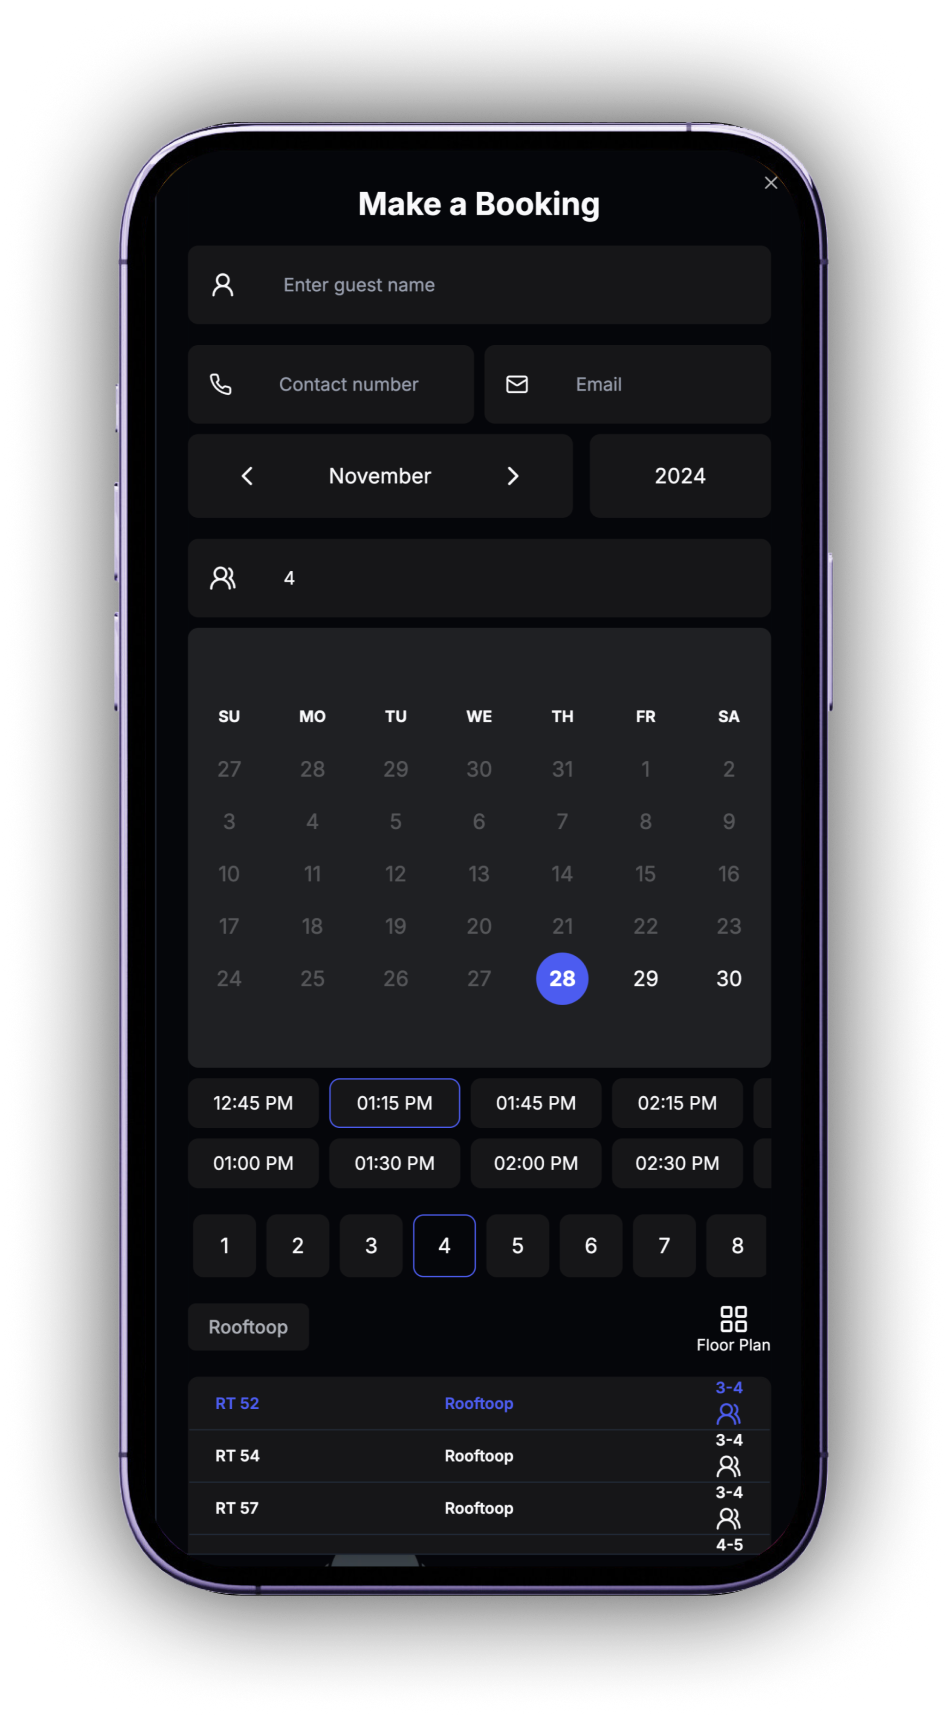 Make a Booking
Enter guest name
Contact number Email
November 2024
4
SU MO TU WE TH FR SA
27 28 29 30 31 1 2
3 4 5 6 7 8 9
10 11 12 13 14 15 16
17 18 19 20 21 22 23
24 25 26 27 28 29 30
12:45 PM 01:15 PM 01:45 PM 02:15 PM
01:00 PM 01:30 PM 02:00 PM 02:30 PM
1 2 3 4 5 6 7 8
Rooftoop Floor Plan
RT 52 Rooftoop 3-4
RT 54 Rooftoop 3-4
RT 57 Rooftoop 3-4
4-5